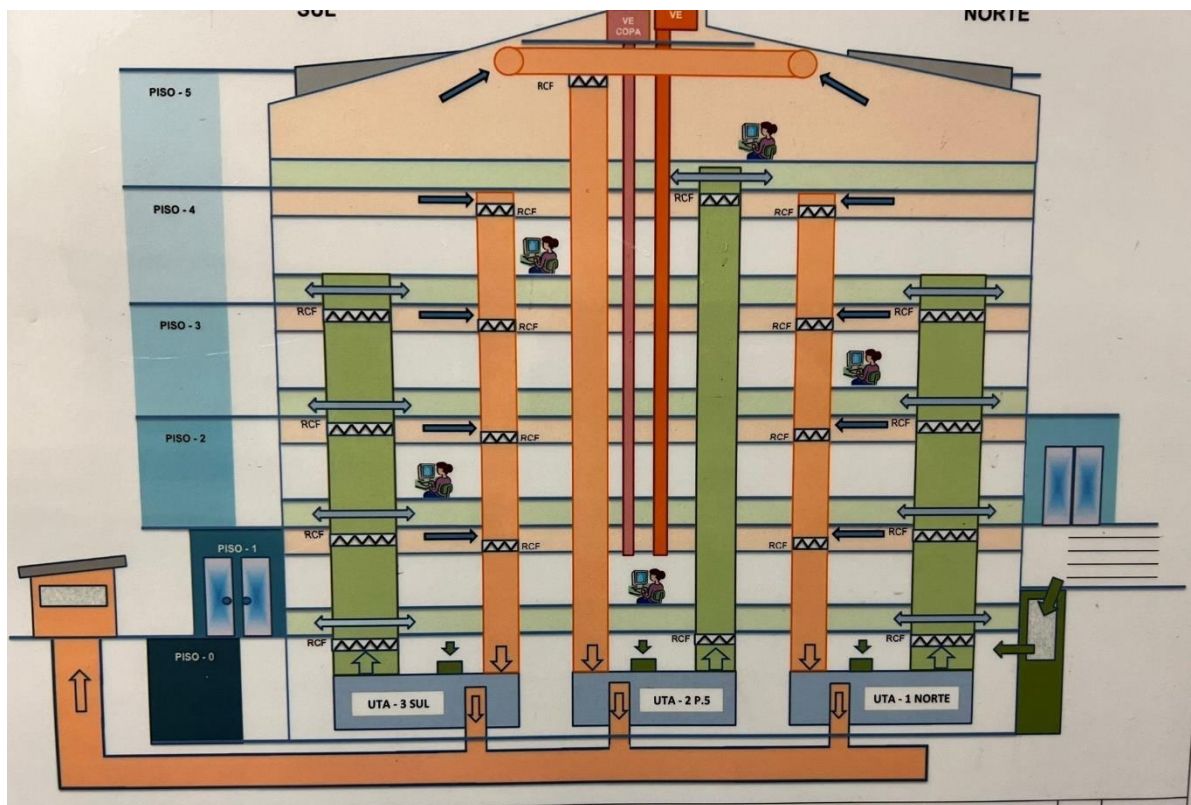 SUL
VE
COPA
VE
NORTE
PISO - 5
RCF
PISO - 4
RCF
RCF
RCF
PISO - 3
RCF
RCF
RCF
RCF
PISO - 2
RCF
RCF
RCF
RCF
PISO - 1
RCF
RCF
RCF
RCF
PISO-0
RCF
RCF
RCF
UTA - 3 SUL
UTA - 2 P.5
UTA - 1 NORTE